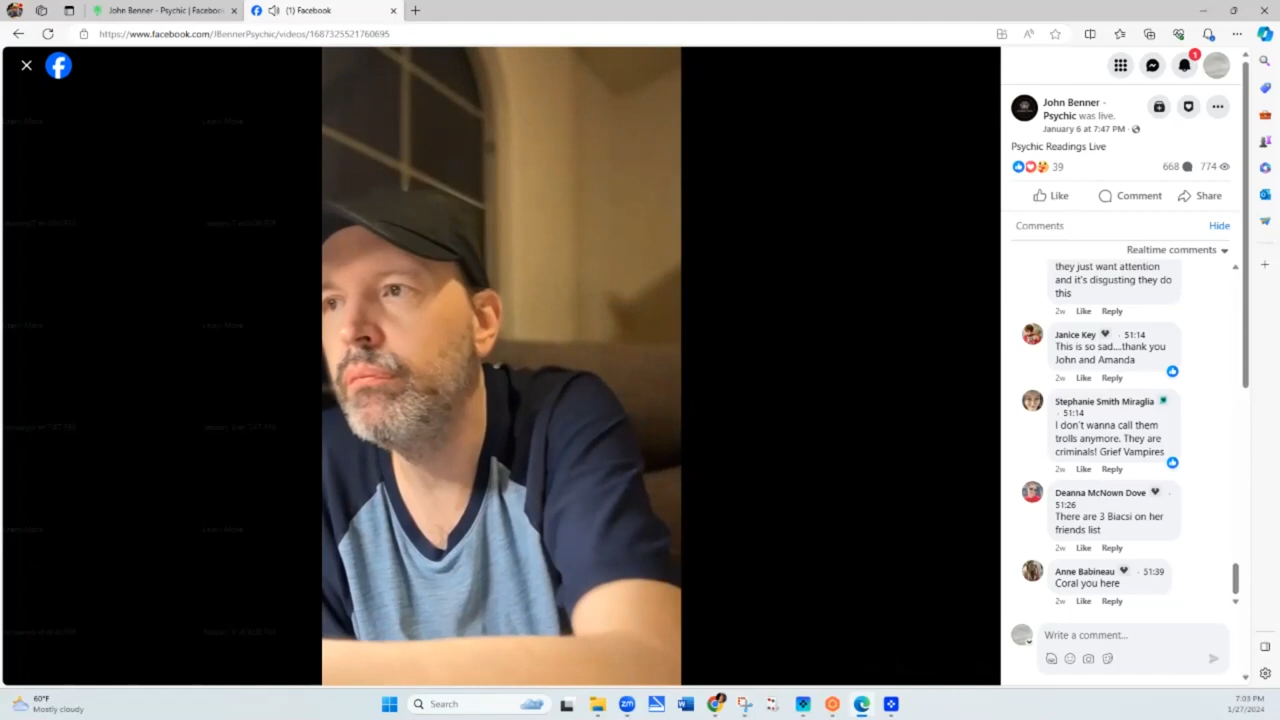 John Benner - Psychic | Facebook
(1) Facebook
https://www.facebook.com/JBennerPsychic/videos/1687325521760695
1
John Benner -
Psychic was live.
January 6 at 7:47 PM ·
Psychic Readings Live
39
668
774
Like
Comment
Share
Comments
Hide
Realtime comments
they just want attention
and it's disgusting they do
this
2w Like Reply
Janice Key · 51:14
This is so sad....thank you
John and Amanda
2w Like Reply
Stephanie Smith Miraglia
· 51:14
I don't wanna call them
trolls anymore. They are
criminals! Grief Vampires
2w Like Reply
Deanna McNown Dove ·
51:26
There are 3 Biacsi on her
friends list
2w Like Reply
Anne Babineau · 51:39
Coral you here
2w Like Reply
Write a comment...
60°F
Mostly cloudy
Search
7:03 PM
1/27/2024